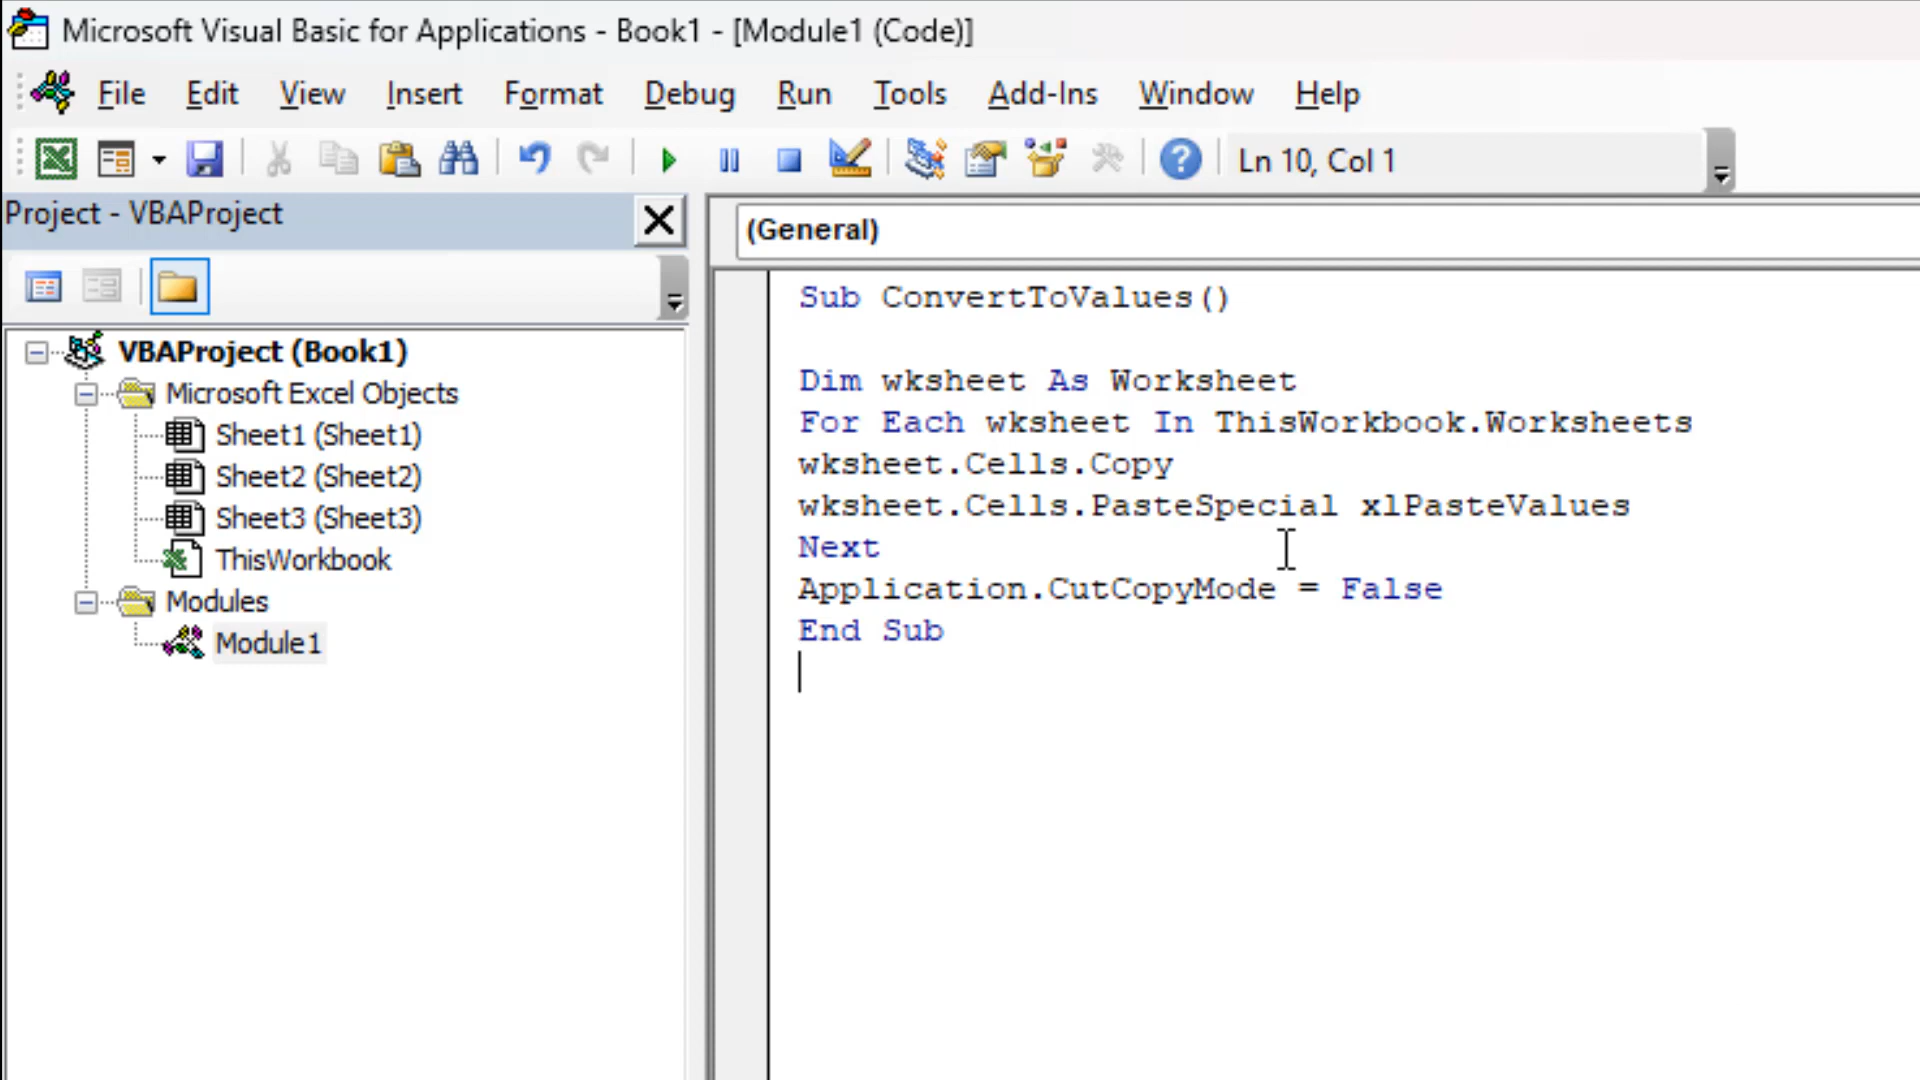 Microsoft Visual Basic for Applications - Book1 - [Module1 (Code)]
File Edit View Insert Format Debug Run Tools Add-Ins Window Help
Ln 10, Col 1
Project - VBAProject
VBAProject (Book1)
Microsoft Excel Objects
Sheet1 (Sheet1)
Sheet2 (Sheet2)
Sheet3 (Sheet3)
ThisWorkbook
Modules
Module1
(General)
Sub ConvertToValues()
Dim wksheet As Worksheet
For Each wksheet In ThisWorkbook.Worksheets
wksheet.Cells.Copy
wksheet.Cells.PasteSpecial xlPasteValues
Next
Application.CutCopyMode = False
End Sub